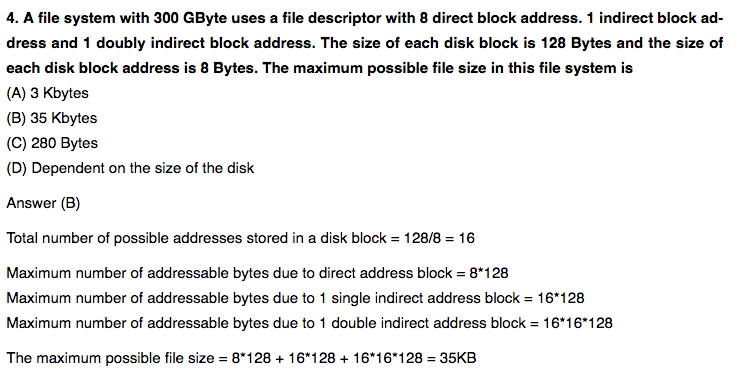 4. A file system with 300 GByte uses a file descriptor with 8 direct block address. 1 indirect block ad-
dress and 1 doubly indirect block address. The size of each disk block is 128 Bytes and the size of
each disk block address is 8 Bytes. The maximum possible file size in this file system is
(A) 3 Kbytes
(B) 35 Kbytes
(C) 280 Bytes
(D) Dependent on the size of the disk
Answer (B)
Total number of possible addresses stored in a disk block = 128/8 = 16
Maximum number of addressable bytes due to direct address block = 8*128
Maximum number of addressable bytes due to 1 single indirect address block = 16*128
Maximum number of addressable bytes due to 1 double indirect address block = 16*16*128
The maximum possible file size = 8*128 + 16*128 + 16*16*128 = 35KB